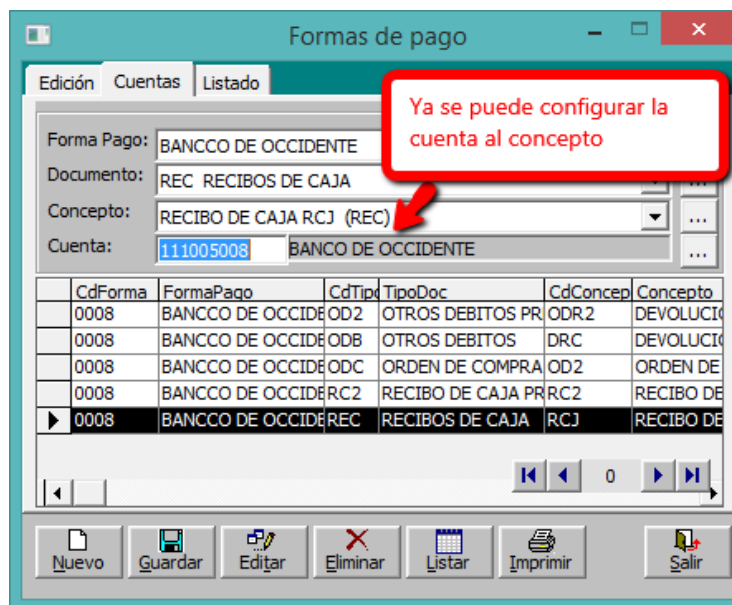 Formas de pago
Edición Cuentas Listado
Ya se puede configurar la
cuenta al concepto
Forma Pago: BANCCO DE OCCIDENTE
Documento: REC RECIBOS DE CAJA ...
Concepto: RECIBO DE CAJA RCJ (REC) ...
Cuenta: 111005008 BANCO DE OCCIDENTE ...
CdForma FormaPago CdTipo TipoDoc CdConcep Concepto
0008 BANCCO DE OCCIDE OD2 OTROS DEBITOS PR ODR2 DEVOLUCIO
0008 BANCCO DE OCCIDE ODB OTROS DEBITOS DRC DEVOLUCIO
0008 BANCCO DE OCCIDE ODC ORDEN DE COMPRA OD2 ORDEN DE
0008 BANCCO DE OCCIDE RC2 RECIBO DE CAJA PR RC2 RECIBO DE
0008 BANCCO DE OCCIDE REC RECIBOS DE CAJA RCJ RECIBO DE
0
Nuevo Guardar Editar Eliminar Listar Imprimir Salir